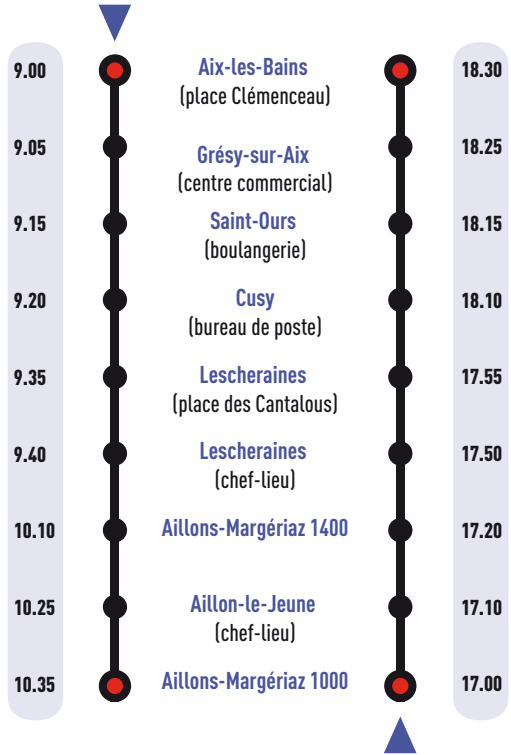 9.00 Aix-les-Bains 18.30
(place Clémenceau)
9.05 Grésy-sur-Aix 18.25
(centre commercial)
9.15 Saint-Ours 18.15
(boulangerie)
9.20 Cusy 18.10
(bureau de poste)
9.35 Lescheraines 17.55
(place des Cantalous)
9.40 Lescheraines 17.50
(chef-lieu)
10.10 Aillons-Margériaz 1400 17.20
10.25 Aillon-le-Jeune 17.10
(chef-lieu)
10.35 Aillons-Margériaz 1000 17.00